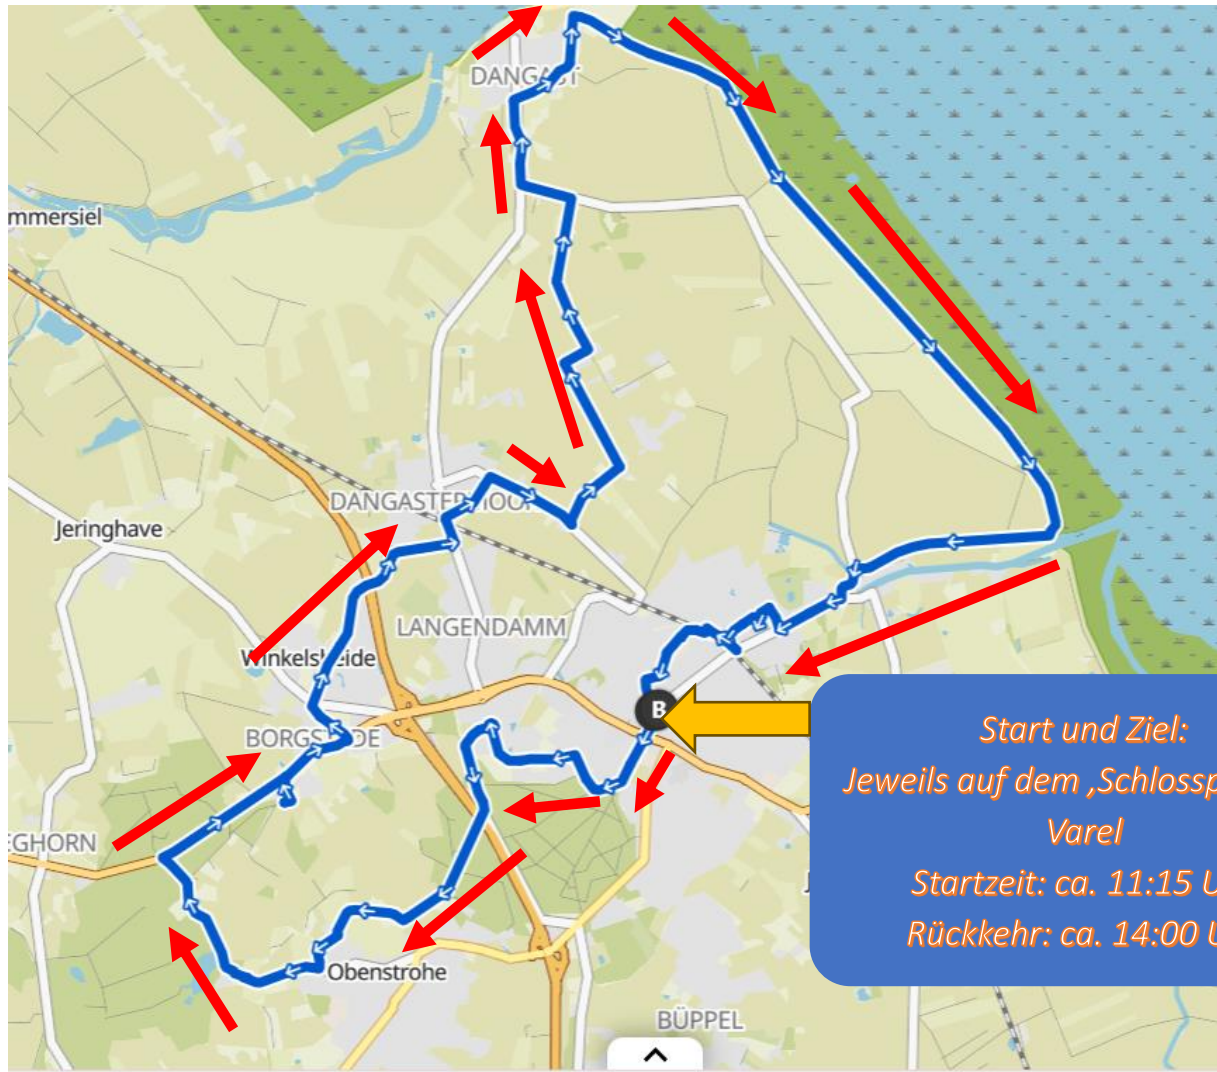 DANGAST
mmersiel
DANGASTERMOOR
Jeringhave
LANGENDAMM
Winkelsheide
B
BORGSTEDE
Start und Ziel:
Jeweils auf dem ‚Schlossp
Varel
Startzeit: ca. 11:15 U
Rückkehr: ca. 14:00 U
EGHORN
Obenstrohe
BÜPPEL